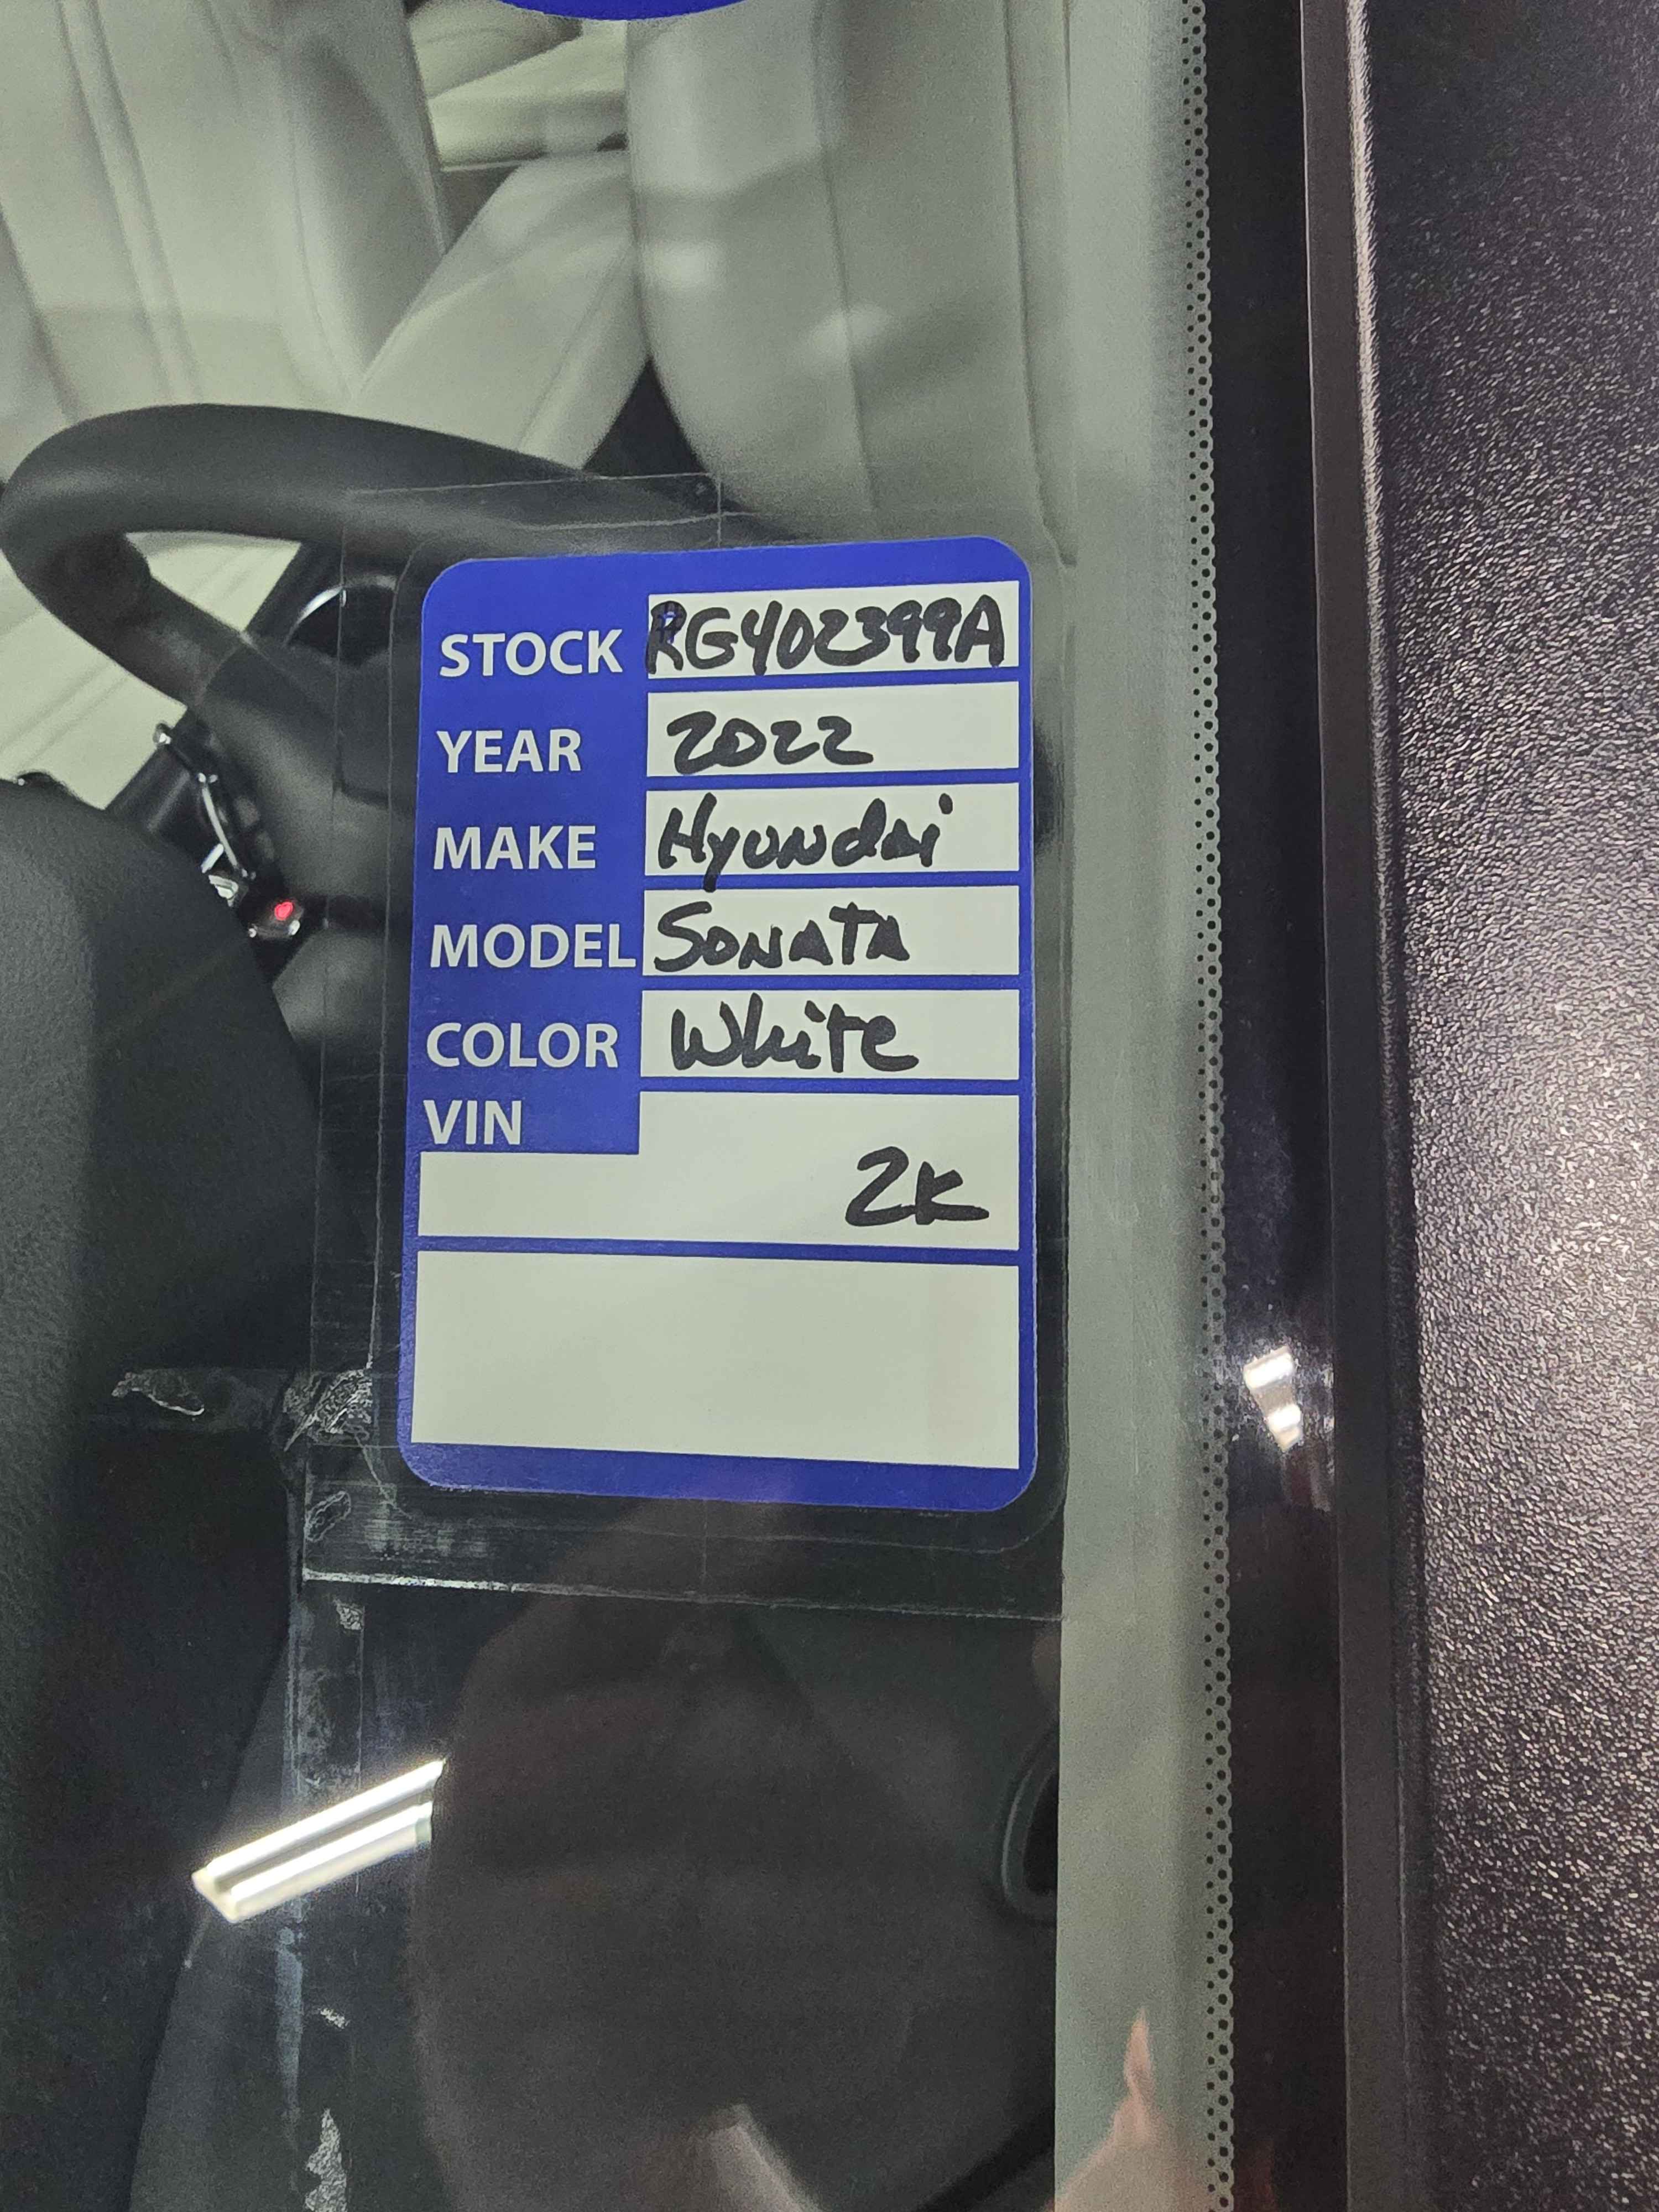 STOCK RG402399A
YEAR 2022
MAKE Hyundai
MODEL SONATA
COLOR White
VIN
2K